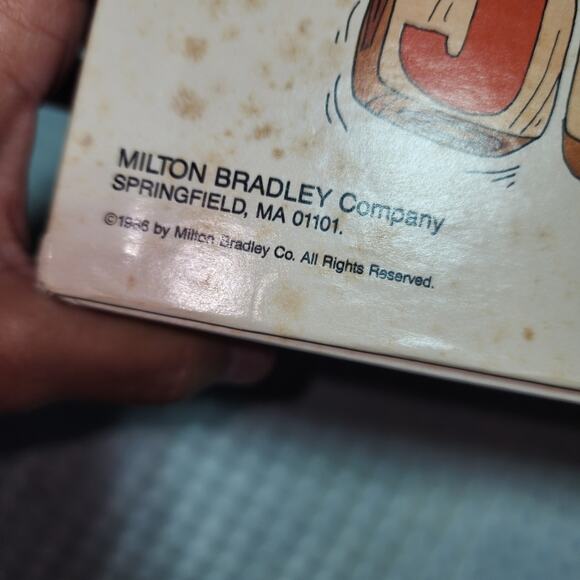 J
MILTON BRADLEY Company
SPRINGFIELD, MA 01101.
©1986 by Milton Bradley Co. All Rights Reserved.